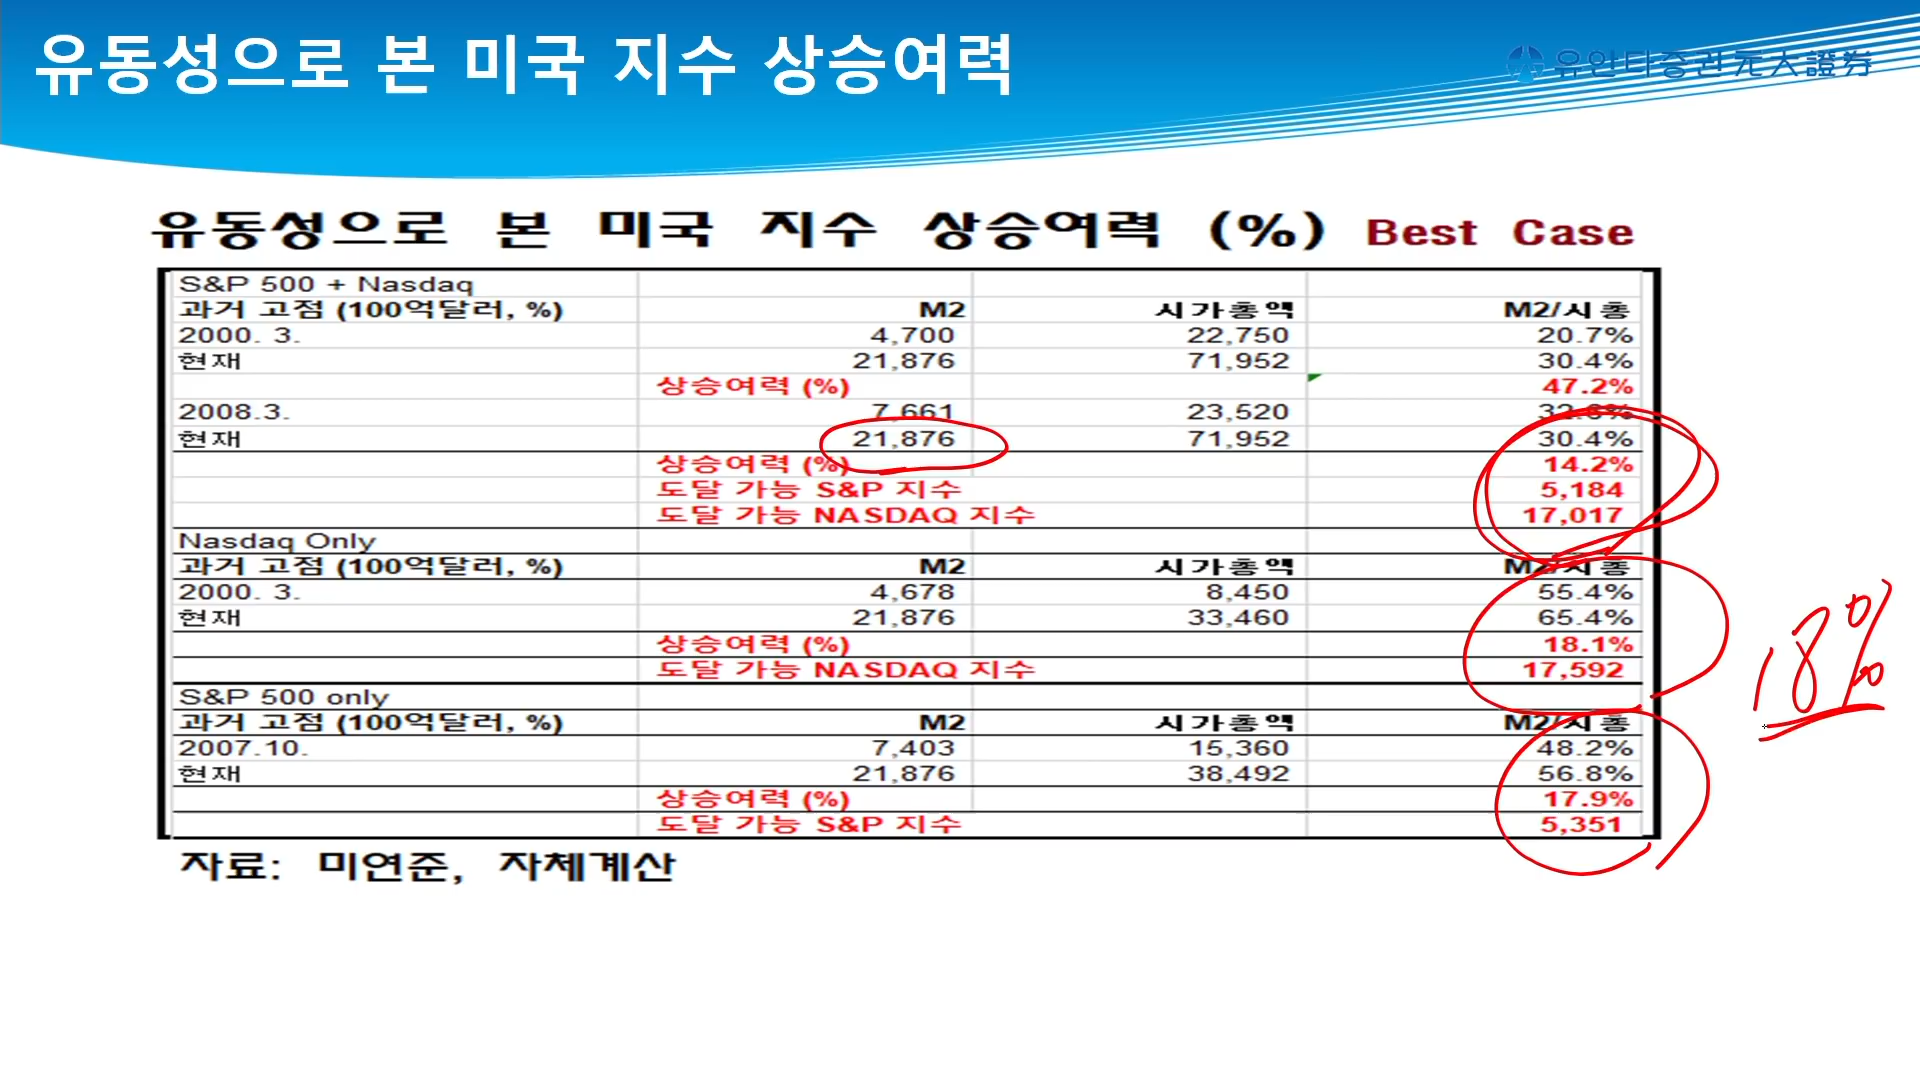 유동성으로 본 미국 지수 상승여력
유안타증권 元大證券
유동성으로 본 미국 지수 상승여력 (%) Best Case
S&P 500 + Nasdaq
과거 고점 (100억달러, %) M2 시가총액 M2/시총
2000. 3. 4,700 22,750 20.7%
현재 21,876 71,952 30.4%
상승여력 (%) 47.2%
2008.3. 7,661 23,520
현재 21,876 71,952 30.4%
상승여력 (%) 14.2%
도달 가능 S&P 지수 5,184
도달 가능 NASDAQ 지수 17,017
Nasdaq Only
과거 고점 (100억달러, %) M2 시가총액 M2/시총
2000. 3. 4,678 8,450 55.4%
현재 21,876 33,460 65.4%
상승여력 (%) 18.1%
도달 가능 NASDAQ 지수 17,592
S&P 500 only
과거 고점 (100억달러, %) M2 시가총액 M2/시총
2007.10. 7,403 15,360 48.2%
현재 21,876 38,492 56.8%
상승여력 (%) 17.9%
도달 가능 S&P 지수 5,351
18%
자료: 미연준, 자체계산